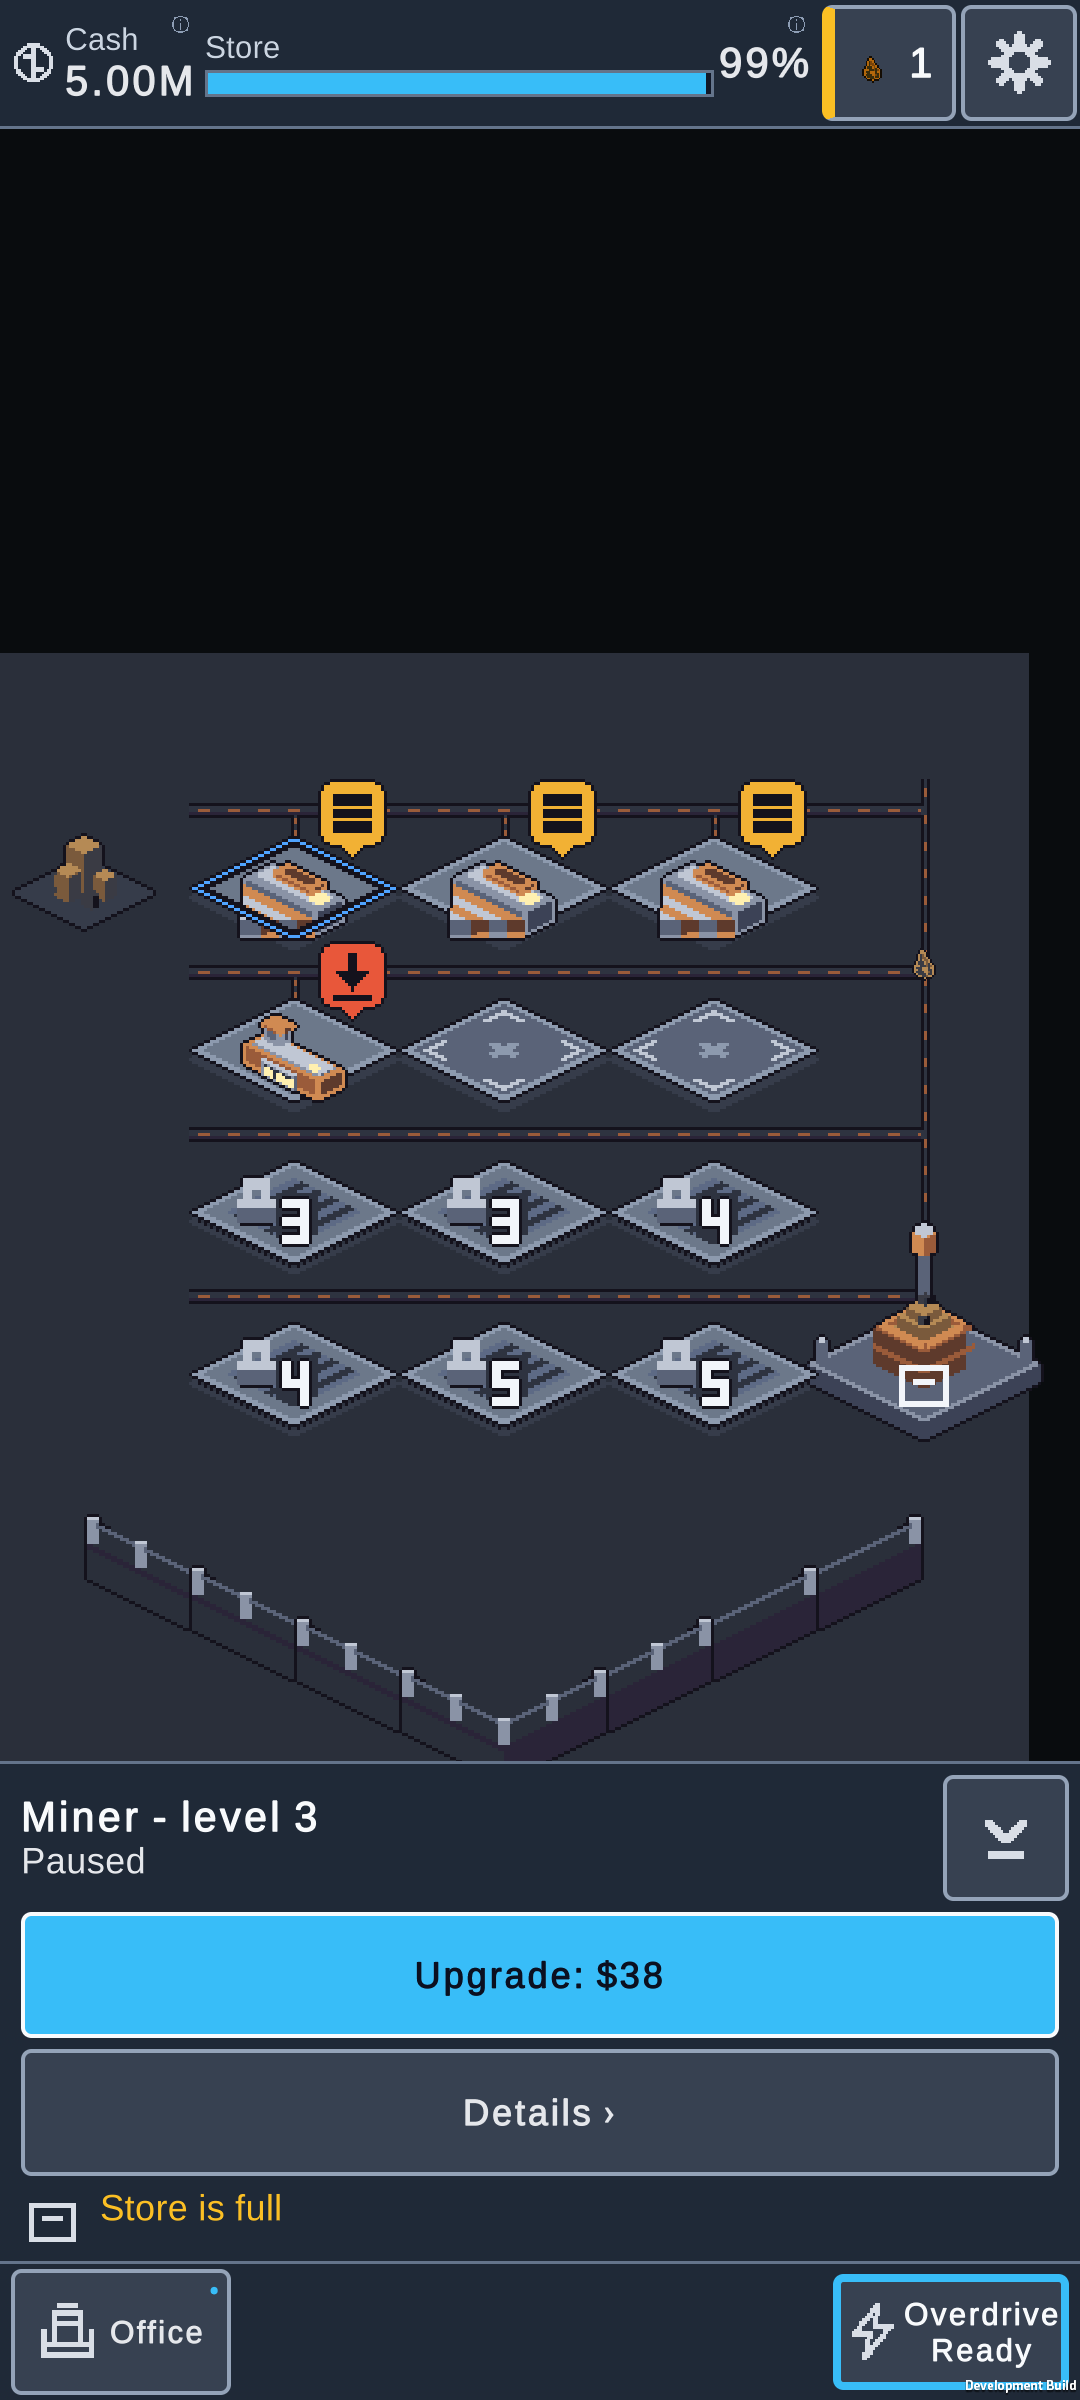 Cash
5.00M
Store
99%
1
3
3
4
4
5
5
Miner - level 3
Paused
Upgrade: $38
Details ›
Store is full
Office
Overdrive
Ready
Development Build